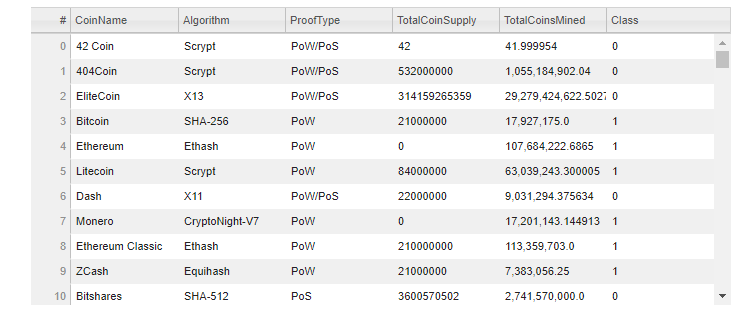 # CoinName Algorithm ProofType TotalCoinSupply TotalCoinsMined Class
0 42 Coin Scrypt PoW/PoS 42 41.999954 0
1 404Coin Scrypt PoW/PoS 532000000 1,055,184,902.04 0
2 EliteCoin X13 PoW/PoS 314159265359 29,279,424,622.5027 0
3 Bitcoin SHA-256 PoW 21000000 17,927,175.0 1
4 Ethereum Ethash PoW 0 107,684,222.6865 1
5 Litecoin Scrypt PoW 84000000 63,039,243.300005 1
6 Dash X11 PoW/PoS 22000000 9,031,294.375634 0
7 Monero CryptoNight-V7 PoW 0 17,201,143.144913 1
8 Ethereum Classic Ethash PoW 210000000 113,359,703.0 1
9 ZCash Equihash PoW 21000000 7,383,056.25 1
10 Bitshares SHA-512 PoS 3600570502 2,741,570,000.0 0